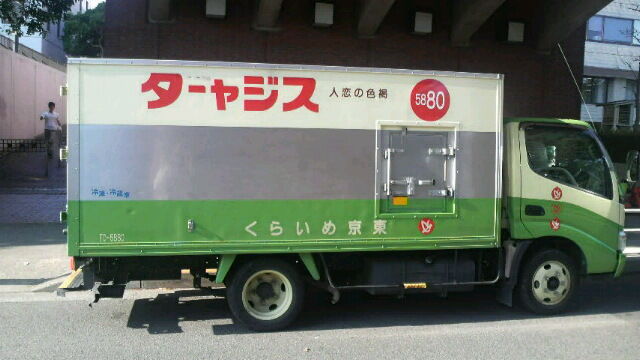 ターャジス 人恋の色褐 5880
冷凍・冷蔵車
くらいめ京東